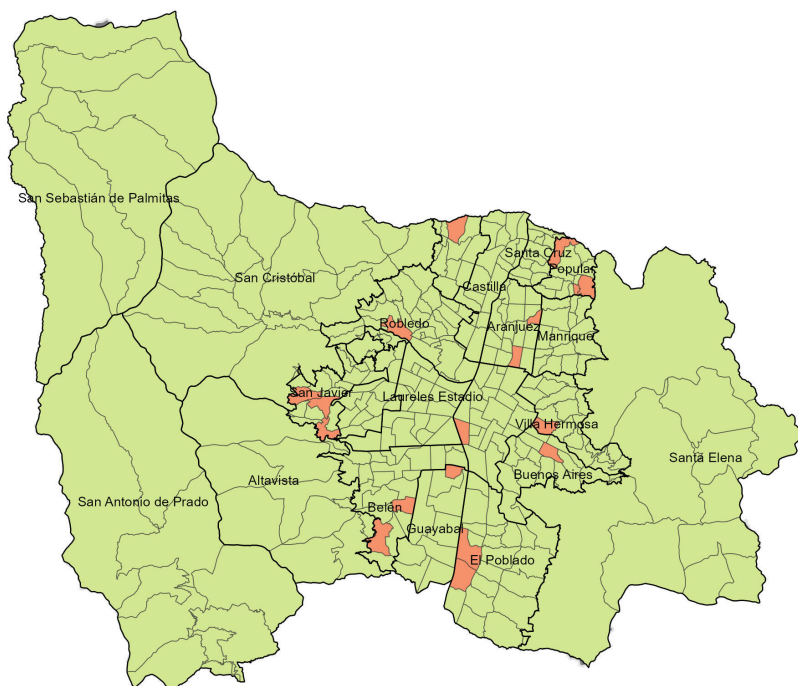 San Sebastián de Palmitas
San Cristóbal
Santa Cruz
Popular
Castilla
Robledo
Aranjuez
Manrique
San Javier
Laureles Estadio
Villa Hermosa
Santa Elena
Buenos Aires
Altavista
San Antonio de Prado
Belén
Guayabal
El Poblado